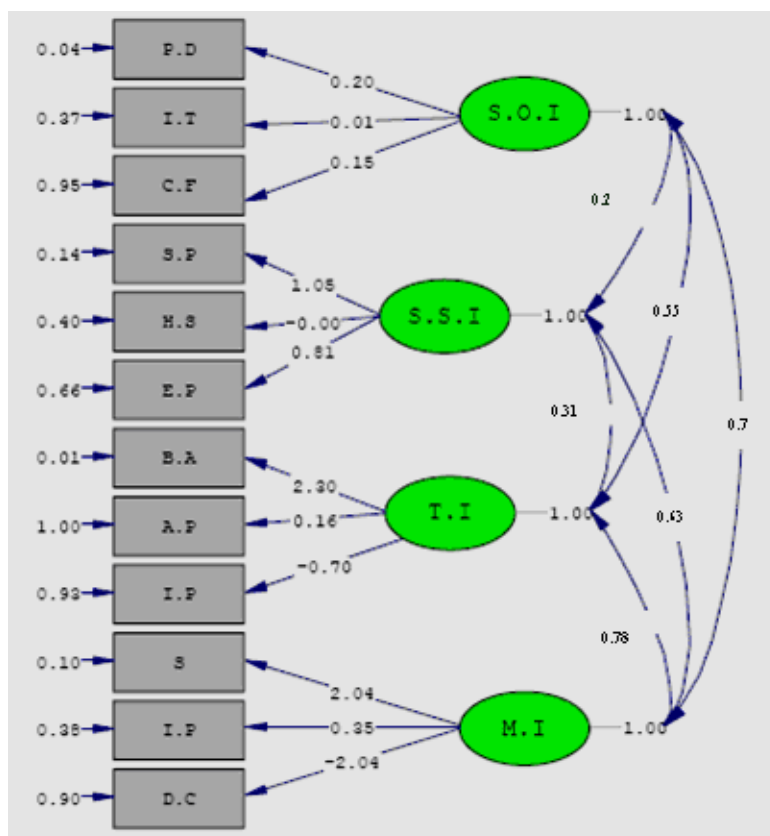 0.04 P.D
0.20
S.O.I 1.00
0.37 I.T
0.01
0.95 C.F
0.15
0.2
0.14 S.P
1.05
S.S.I 1.00
0.55
0.40 H.S
-0.00
0.66 E.P
0.81
0.31
0.7
0.01 B.A
2.30
T.I 1.00
0.63
1.00 A.P
0.16
0.93 I.P
-0.70
0.78
0.10 S
2.04
M.I 1.00
0.38 I.P
0.35
0.90 D.C
-2.04